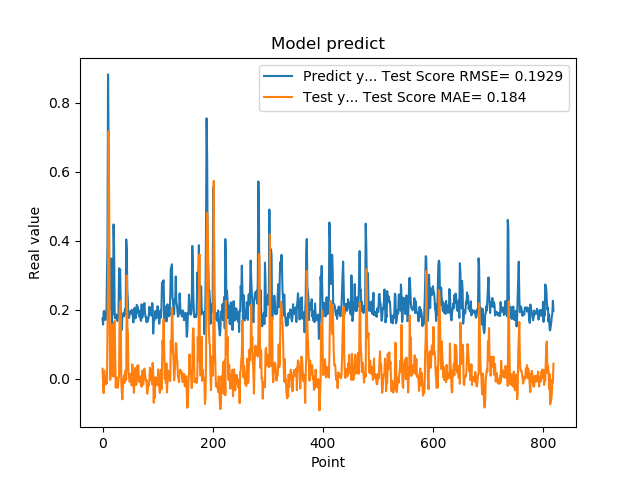 Model predict
Predict y... Test Score RMSE= 0.1929
Test y... Test Score MAE= 0.184
Real value
0.8
0.6
0.4
0.2
0.0
0 200 400 600 800
Point